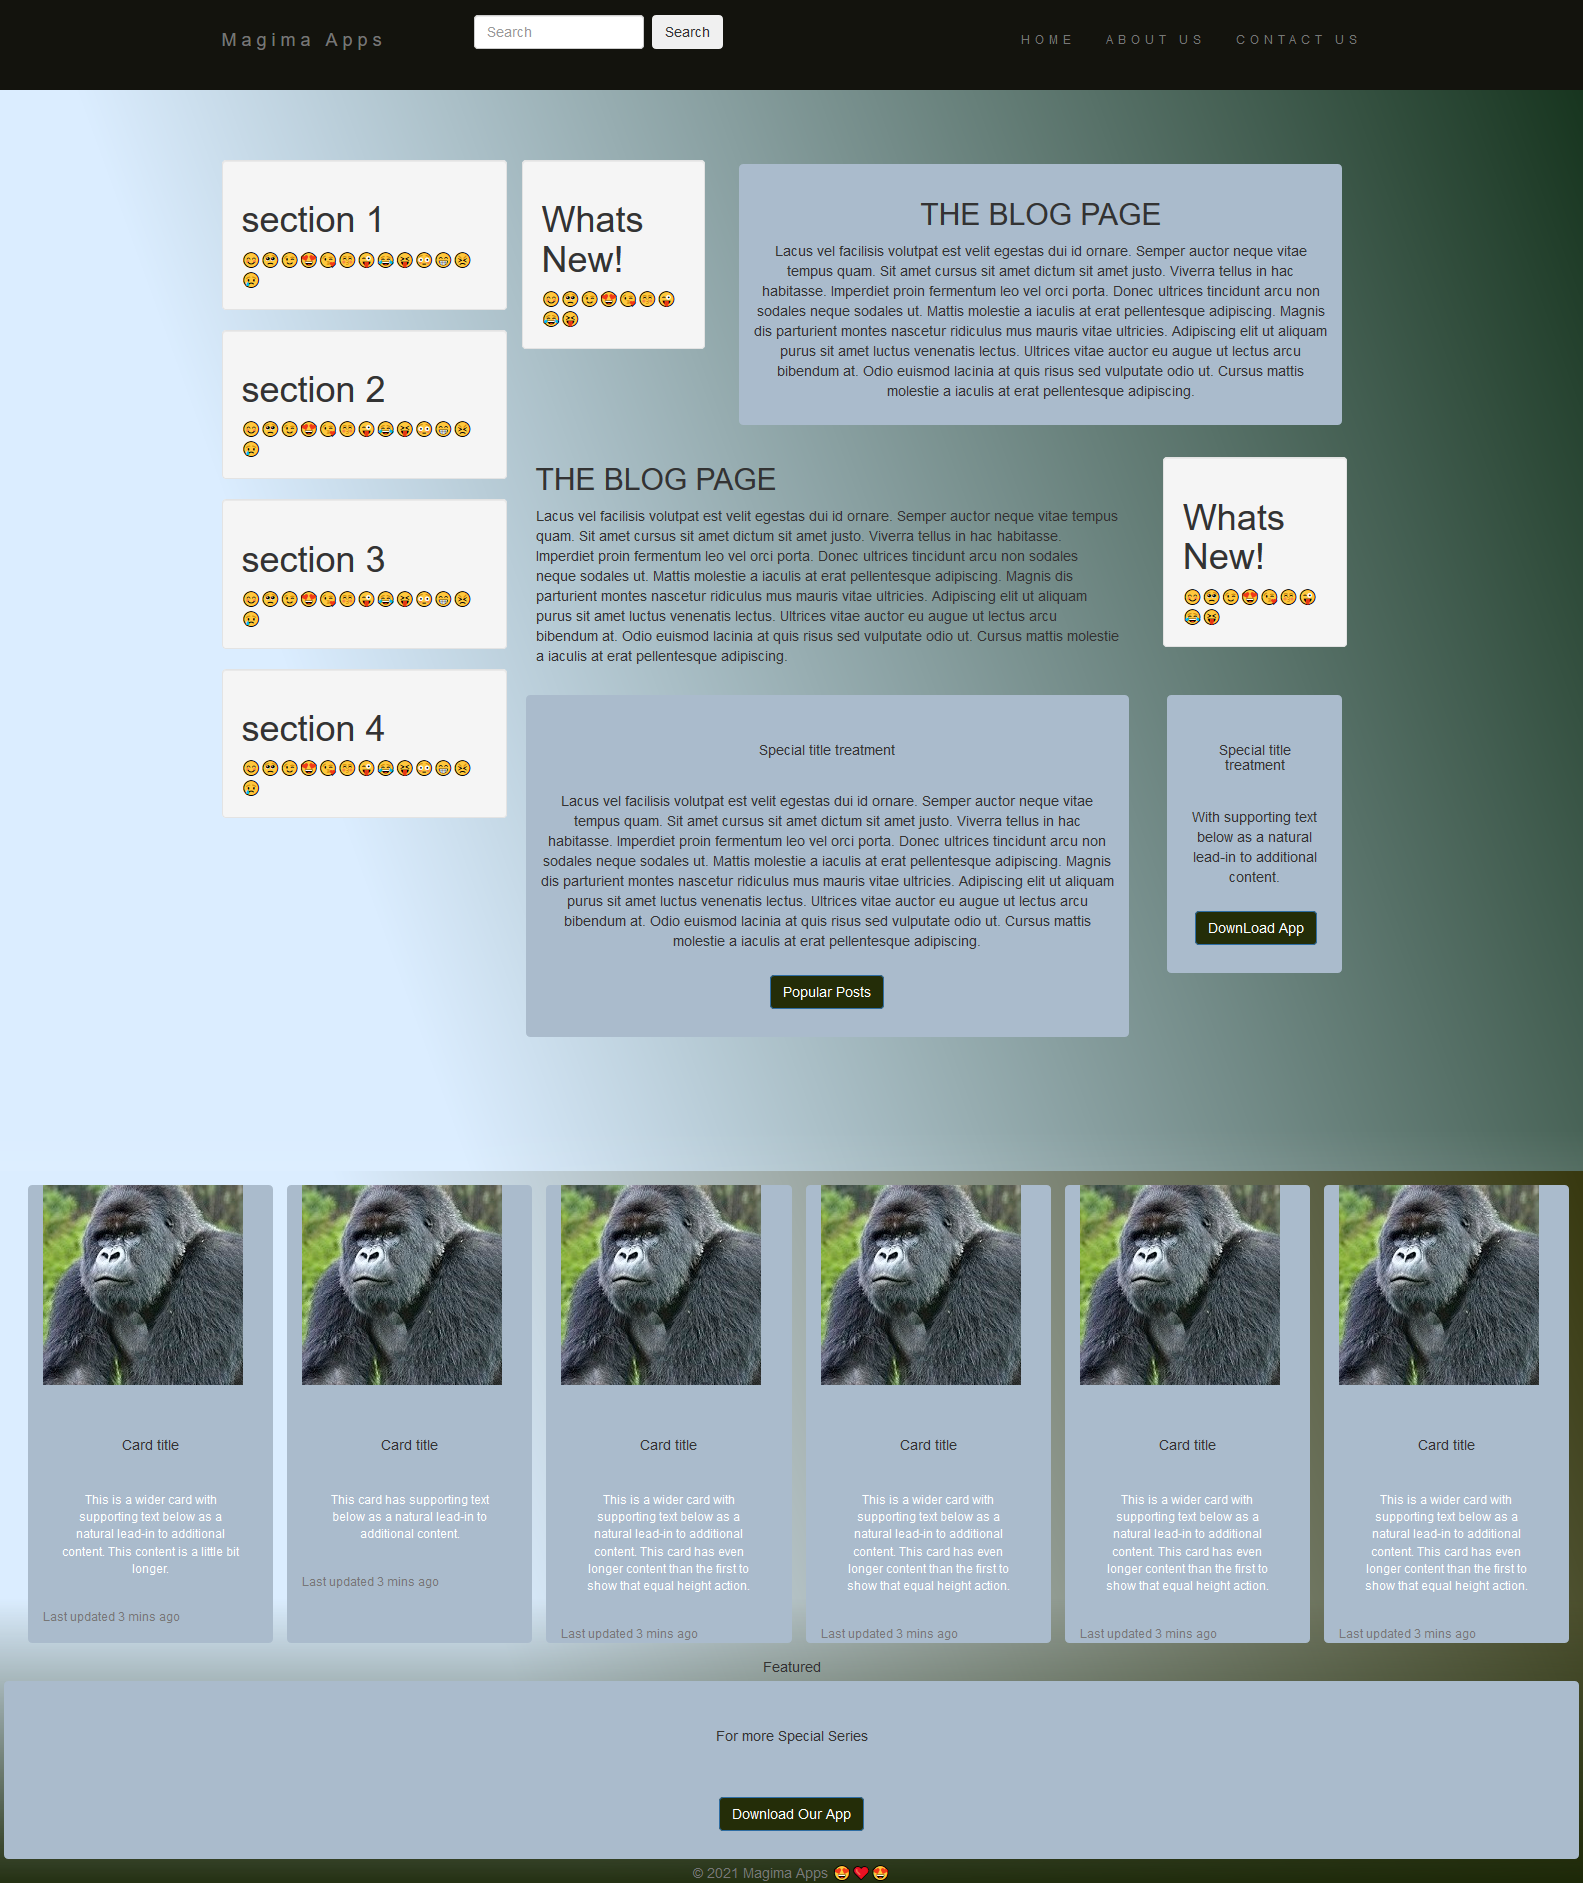 Magima Apps
Search
Search
HOME
ABOUT US
CONTACT US
section 1
😊🥺😉😍😘😁😜😂😝😳😁😣
😢
section 2
😊🥺😉😍😘😁😜😂😝😳😁😣
😢
section 3
😊🥺😉😍😘😁😜😂😝😳😁😣
😢
section 4
😊🥺😉😍😘😁😜😂😝😳😁😣
😢
Whats
New!
😊🥺😉😍😘😁😜
😂😝
THE BLOG PAGE
Lacus vel facilisis volutpat est velit egestas dui id ornare. Semper auctor neque vitae
tempus quam. Sit amet cursus sit amet dictum sit amet justo. Viverra tellus in hac
habitasse. Imperdiet proin fermentum leo vel orci porta. Donec ultrices tincidunt arcu non
sodales neque sodales ut. Mattis molestie a iaculis at erat pellentesque adipiscing. Magnis
dis parturient montes nascetur ridiculus mus mauris vitae ultricies. Adipiscing elit ut aliquam
purus sit amet luctus venenatis lectus. Ultrices vitae auctor eu augue ut lectus arcu
bibendum at. Odio euismod lacinia at quis risus sed vulputate odio ut. Cursus mattis
molestie a iaculis at erat pellentesque adipiscing.
THE BLOG PAGE
Lacus vel facilisis volutpat est velit egestas dui id ornare. Semper auctor neque vitae tempus
quam. Sit amet cursus sit amet dictum sit amet justo. Viverra tellus in hac habitasse.
Imperdiet proin fermentum leo vel orci porta. Donec ultrices tincidunt arcu non sodales
neque sodales ut. Mattis molestie a iaculis at erat pellentesque adipiscing. Magnis dis
parturient montes nascetur ridiculus mus mauris vitae ultricies. Adipiscing elit ut aliquam
purus sit amet luctus venenatis lectus. Ultrices vitae auctor eu augue ut lectus arcu
bibendum at. Odio euismod lacinia at quis risus sed vulputate odio ut. Cursus mattis molestie
a iaculis at erat pellentesque adipiscing.
Whats
New!
😊🥺😉😍😘😁😜
😂😝
Special title treatment
Lacus vel facilisis volutpat est velit egestas dui id ornare. Semper auctor neque vitae
tempus quam. Sit amet cursus sit amet dictum sit amet justo. Viverra tellus in hac
habitasse. Imperdiet proin fermentum leo vel orci porta. Donec ultrices tincidunt arcu non
sodales neque sodales ut. Mattis molestie a iaculis at erat pellentesque adipiscing. Magnis
dis parturient montes nascetur ridiculus mus mauris vitae ultricies. Adipiscing elit ut aliquam
purus sit amet luctus venenatis lectus. Ultrices vitae auctor eu augue ut lectus arcu
bibendum at. Odio euismod lacinia at quis risus sed vulputate odio ut. Cursus mattis
molestie a iaculis at erat pellentesque adipiscing.
Popular Posts
Special title
treatment
With supporting text
below as a natural
lead-in to additional
content.
DownLoad App
Card title
This is a wider card with
supporting text below as a
natural lead-in to additional
content. This content is a little bit
longer.
Last updated 3 mins ago
Card title
This card has supporting text
below as a natural lead-in to
additional content.
Last updated 3 mins ago
Card title
This is a wider card with
supporting text below as a
natural lead-in to additional
content. This card has even
longer content than the first to
show that equal height action.
Last updated 3 mins ago
Card title
This is a wider card with
supporting text below as a
natural lead-in to additional
content. This card has even
longer content than the first to
show that equal height action.
Last updated 3 mins ago
Card title
This is a wider card with
supporting text below as a
natural lead-in to additional
content. This card has even
longer content than the first to
show that equal height action.
Last updated 3 mins ago
Card title
This is a wider card with
supporting text below as a
natural lead-in to additional
content. This card has even
longer content than the first to
show that equal height action.
Last updated 3 mins ago
Featured
For more Special Series
Download Our App
© 2021 Magima Apps 🤩❤️🤩